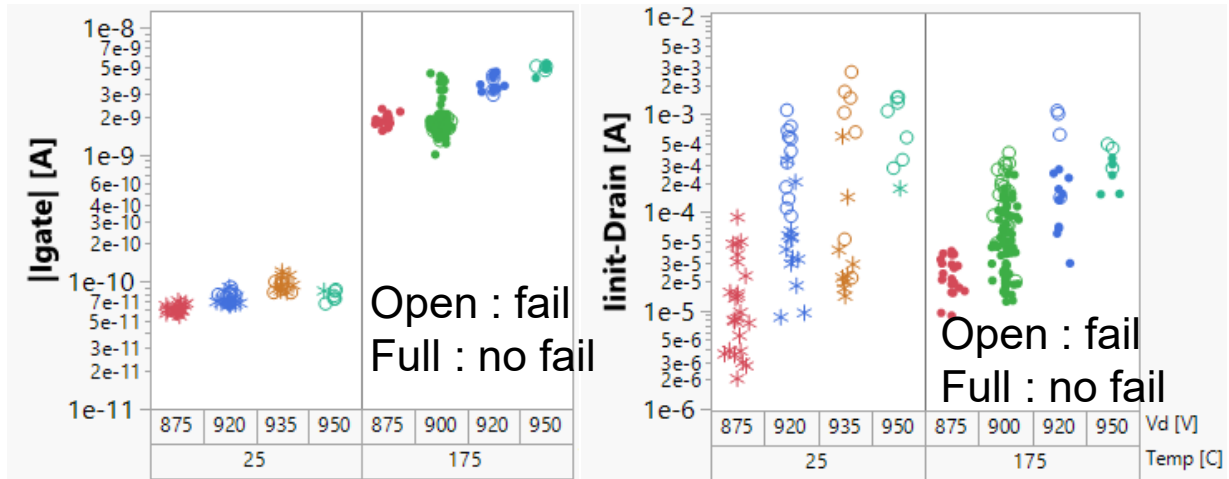 |Igate| [A]
1e-8
7e-9
5e-9
3e-9
2e-9
1e-9
6e-10
4e-10
3e-10
2e-10
1e-10
7e-11
5e-11
3e-11
2e-11
1e-11
Open : fail
Full : no fail
875 920 935 950 875 900 920 950
25 175
Iinit-Drain [A]
1e-2
5e-3
3e-3
2e-3
1e-3
5e-4
3e-4
2e-4
1e-4
5e-5
3e-5
2e-5
1e-5
5e-6
3e-6
2e-6
1e-6
Open : fail
Full : no fail
875 920 935 950 875 900 920 950 Vd [V]
25 175 Temp [C]